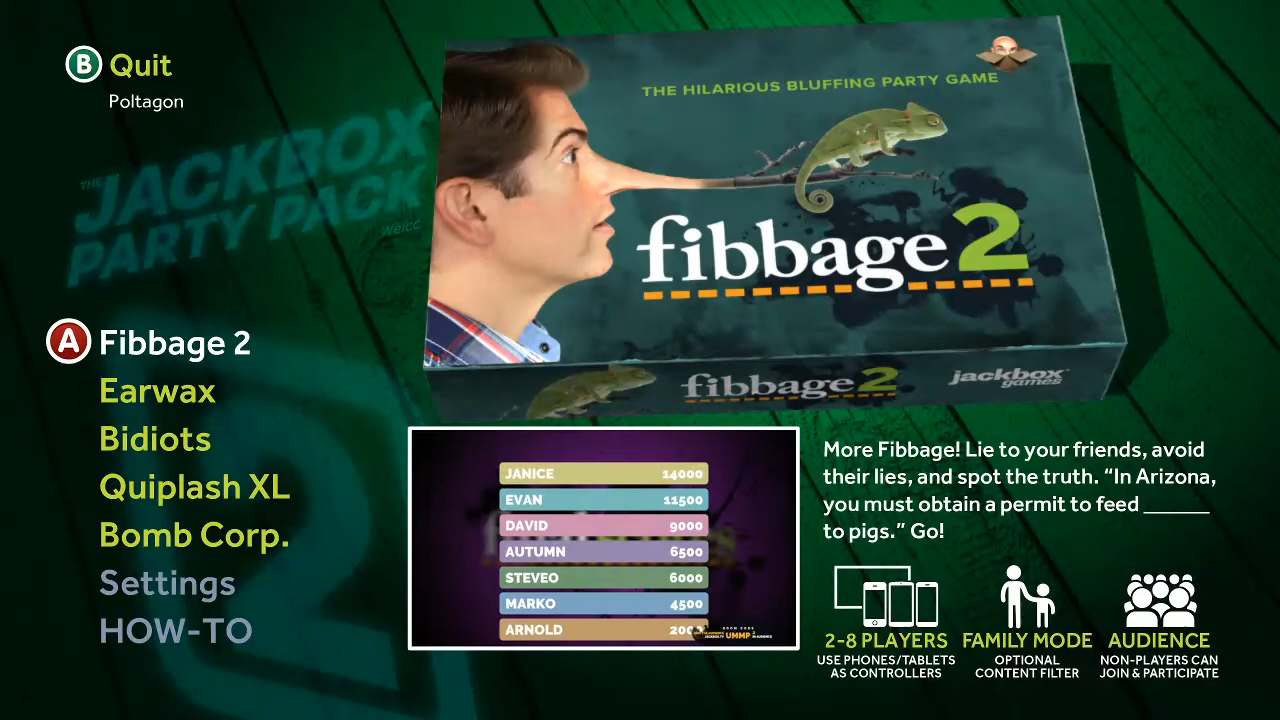 B Quit
Poltagon
THE
JACKBOX
PARTY PACK
THE HILARIOUS BLUFFING PARTY GAME
fibbage 2
fibbage 2
jackbox games
A Fibbage 2
Earwax
Bidiots
Quiplash XL
Bomb Corp.
Settings
HOW-TO
JANICE 14000
EVAN 11500
DAVID 9000
AUTUMN 6500
STEVEO 6000
MARKO 4500
ARNOLD
ROOM CODE
UMMP
More Fibbage! Lie to your friends, avoid
their lies, and spot the truth. “In Arizona,
you must obtain a permit to feed ______
to pigs.” Go!
2-8 PLAYERS
USE PHONES/TABLETS
AS CONTROLLERS
FAMILY MODE
OPTIONAL
CONTENT FILTER
AUDIENCE
NON-PLAYERS CAN
JOIN & PARTICIPATE